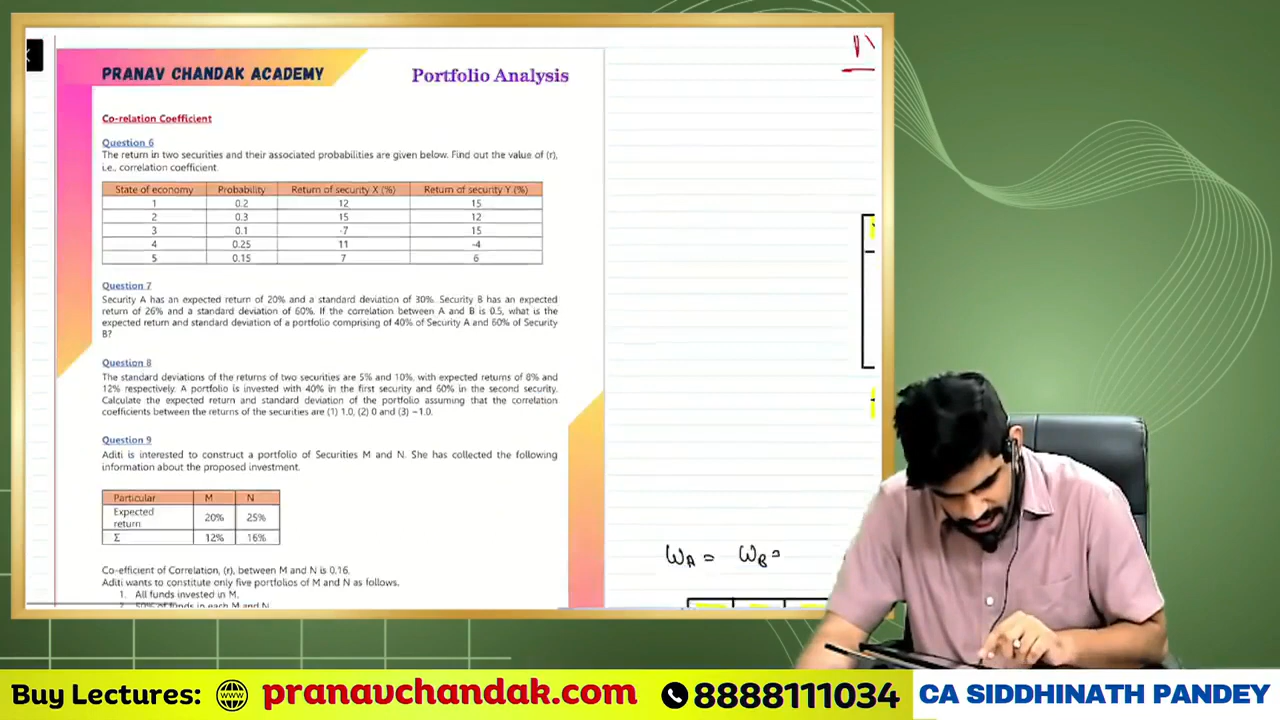 PRANAV CHANDAK ACADEMY
Portfolio Analysis
Co-relation Coefficient
Question 6
The return in two securities and their associated probabilities are given below. Find out the value of (r),
i.e., correlation coefficient.
State of economy Probability Return of security X (%) Return of security Y (%)
1 0.2 12 15
2 0.3 15 12
3 0.1 -7 15
4 0.25 11 -4
5 0.15 7 6
Question 7
Security A has an expected return of 20% and a standard deviation of 30%. Security B has an expected
return of 26% and a standard deviation of 60%. If the correlation between A and B is 0.5, what is the
expected return and standard deviation of a portfolio comprising of 40% of Security A and 60% of Security
B?
Question 8
The standard deviations of the returns of two securities are 5% and 10%, with expected returns of 8% and
12% respectively. A portfolio is invested with 40% in the first security and 60% in the second security.
Calculate the expected return and standard deviation of the portfolio assuming that the correlation
coefficients between the returns of the securities are (1) 1.0, (2) 0 and (3) −1.0.
Question 9
Aditi is interested to construct a portfolio of Securities M and N. She has collected the following
information about the proposed investment.
Particular M N
Expected return 20% 25%
Σ 12% 16%
Co-efficient of Correlation, (r), between M and N is 0.16.
Aditi wants to constitute only five portfolios of M and N as follows.
1. All funds invested in M.
2. 50% of funds in each M and N
ω_A = ω_B =
Buy Lectures: pranavchandak.com 8888111034 CA SIDDHINATH PANDEY